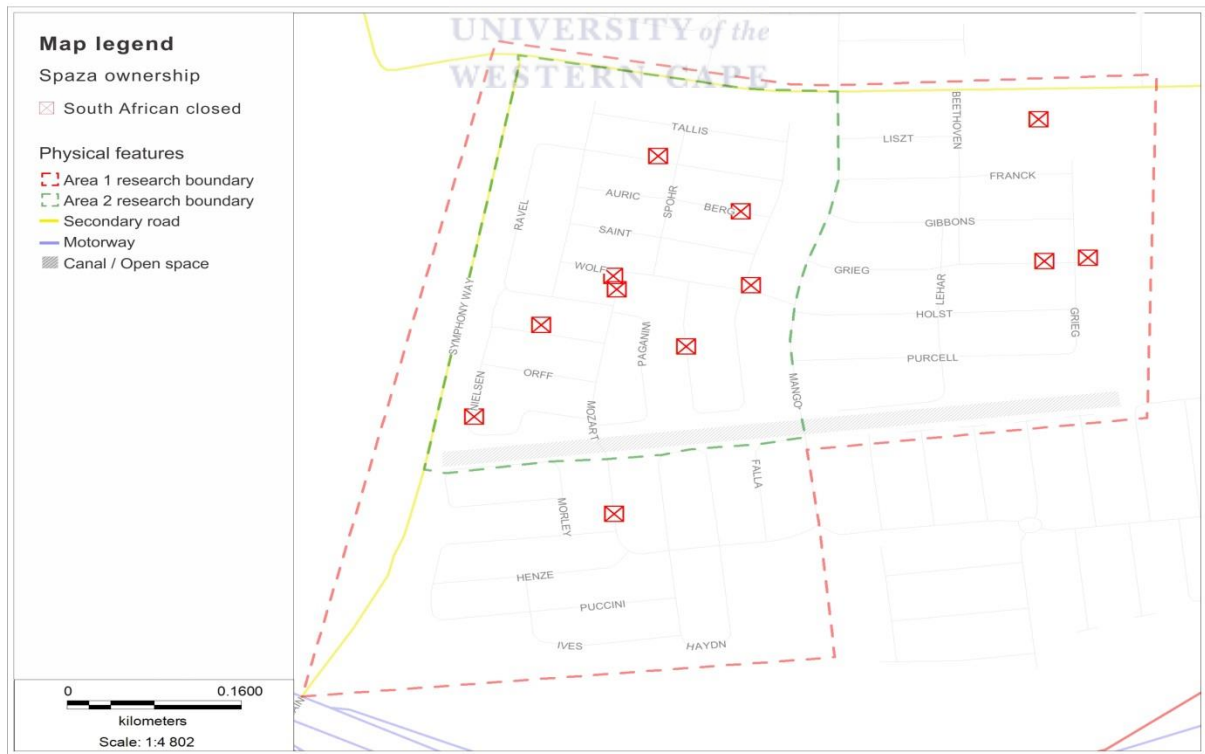 UNIVERSITY of the
WESTERN CAPE
Map legend
Spaza ownership
South African closed
Physical features
Area 1 research boundary
Area 2 research boundary
Secondary road
Motorway
Canal / Open space
0 0.1600
kilometers
Scale: 1:4 802
TALLIS
BEETHOVEN
LISZT
FRANCK
AURIC
SPOHR
BERG
RAVEL
SAINT
GIBBONS
WOLF
GRIEG
LEHAR
SYMPHONY WAY
HOLST
GRIEG
PAGANINI
PURCELL
ORFF
NIELSEN
MOZART
MANGO
FALLA
MORLEY
HENZE
PUCCINI
IVES
HAYDN